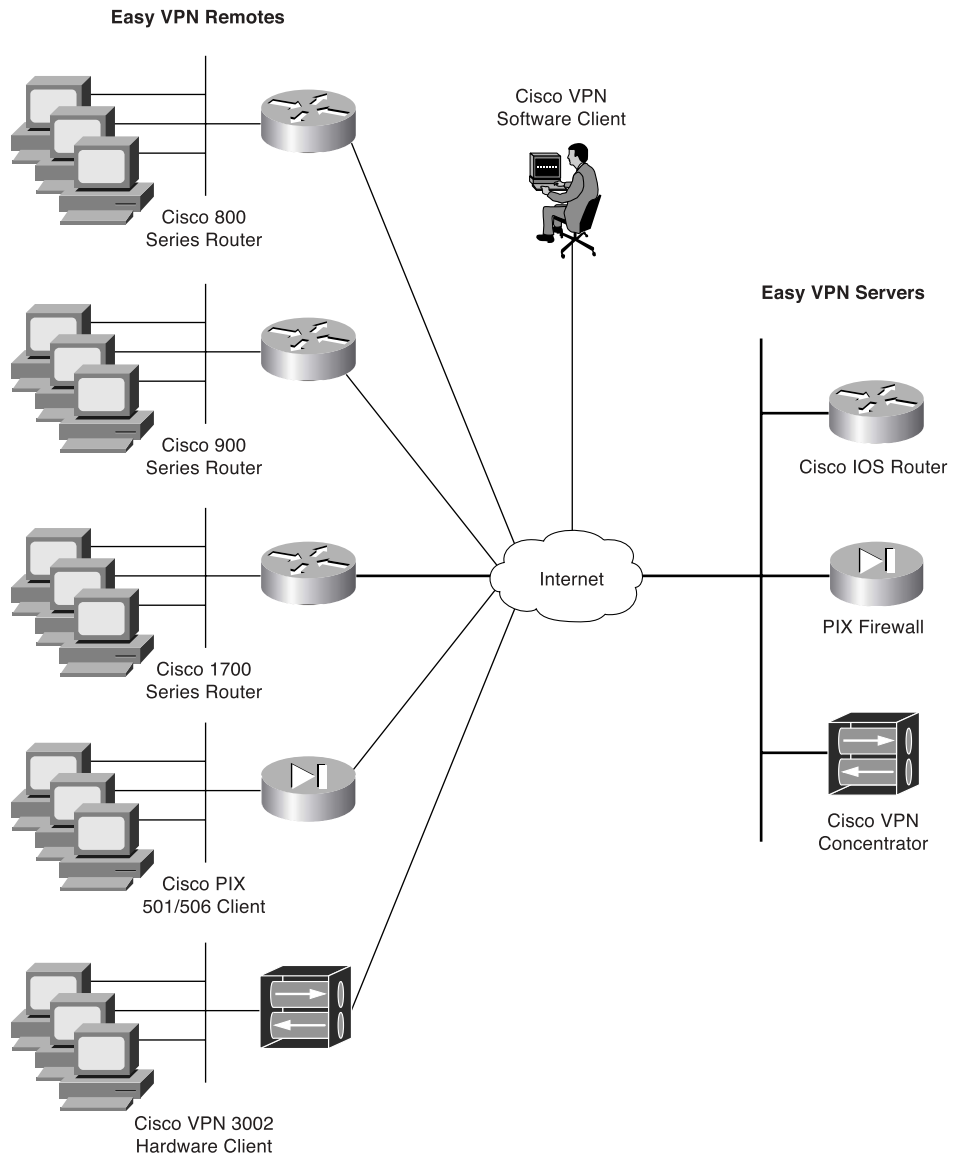 Easy VPN Remotes
Cisco VPN
Software Client
Cisco 800
Series Router
Easy VPN Servers
Cisco 900
Series Router
Cisco IOS Router
Internet
PIX Firewall
Cisco 1700
Series Router
Cisco VPN
Concentrator
Cisco PIX
501/506 Client
Cisco VPN 3002
Hardware Client